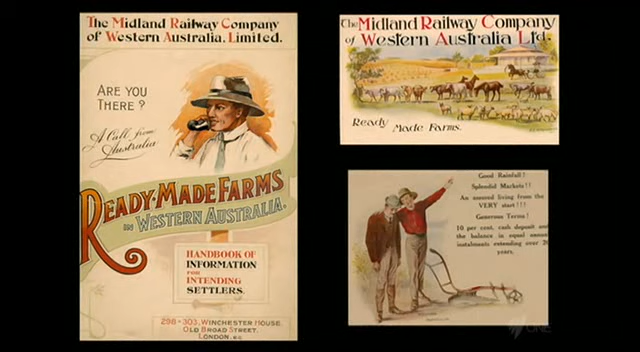 The Midland Railway Company
of Western Australia. Limited.
ARE YOU
THERE?
A Call from
Australia
READY-MADE FARMS
IN WESTERN AUSTRALIA.
HANDBOOK OF
INFORMATION
FOR
INTENDING
SETTLERS.
298-303, WINCHESTER HOUSE
OLD BROAD STREET.
LONDON. EC
The Midland Railway Company
of Western Australia Ltd.
Ready Made Farms.
Good Rainfall!
Splendid Markets!!
An assured living from the
VERY start!!!
Generous Terms!
10 per cent, cash deposit and
the balance in equal annual
instalments extending over 20
years.
ONE